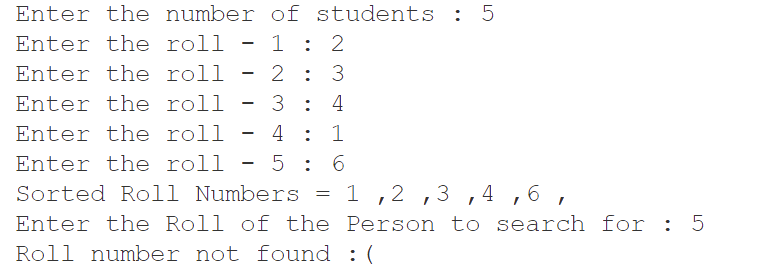 Enter the number of students : 5
Enter the roll - 1 : 2
Enter the roll - 2 : 3
Enter the roll - 3 : 4
Enter the roll - 4 : 1
Enter the roll - 5 : 6
Sorted Roll Numbers = 1 ,2 ,3 ,4 ,6 ,
Enter the Roll of the Person to search for : 5
Roll number not found :(